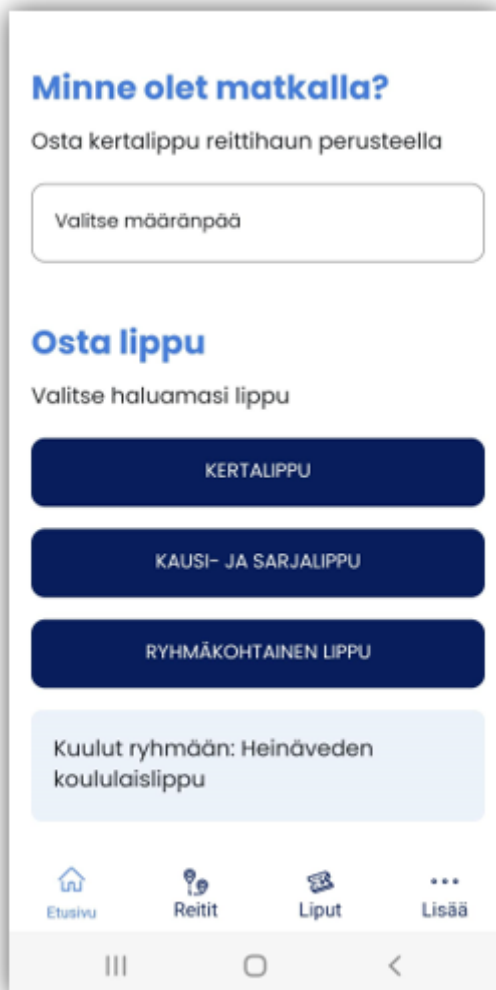 Minne olet matkalla?
Osta kertalippu reittihaun perusteella
Valitse määränpää
Osta lippu
Valitse haluamasi lippu
KERTALIPPU
KAUSI- JA SARJALIPPU
RYHMÄKOHTAINEN LIPPU
Kuulut ryhmään: Heinäveden
koululaislippu
Etusivu
Reitit
Liput
Lisää